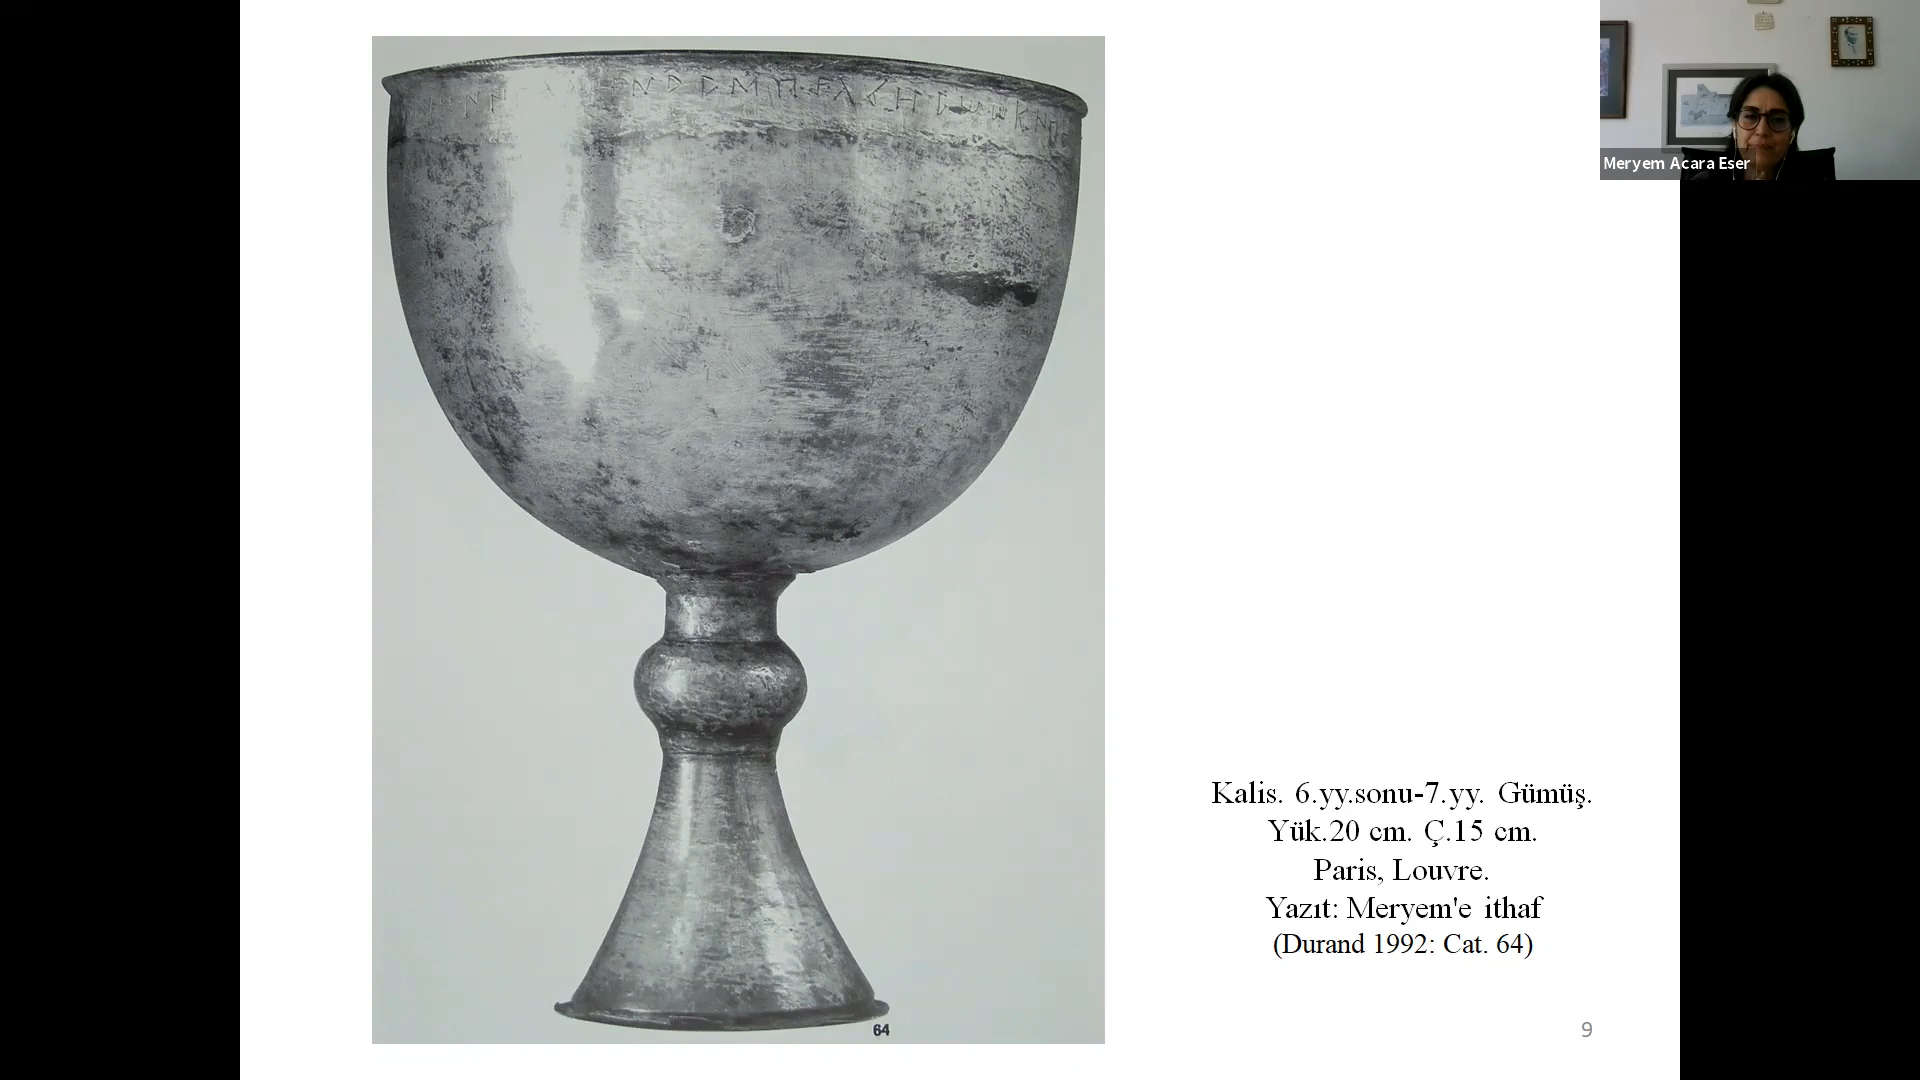 Meryem Acara Eser
64
Kalis. 6.yy.sonu-7.yy. Gümüş.
Yük.20 cm. Ç.15 cm.
Paris, Louvre.
Yazıt: Meryem'e ithaf
(Durand 1992: Cat. 64)
9